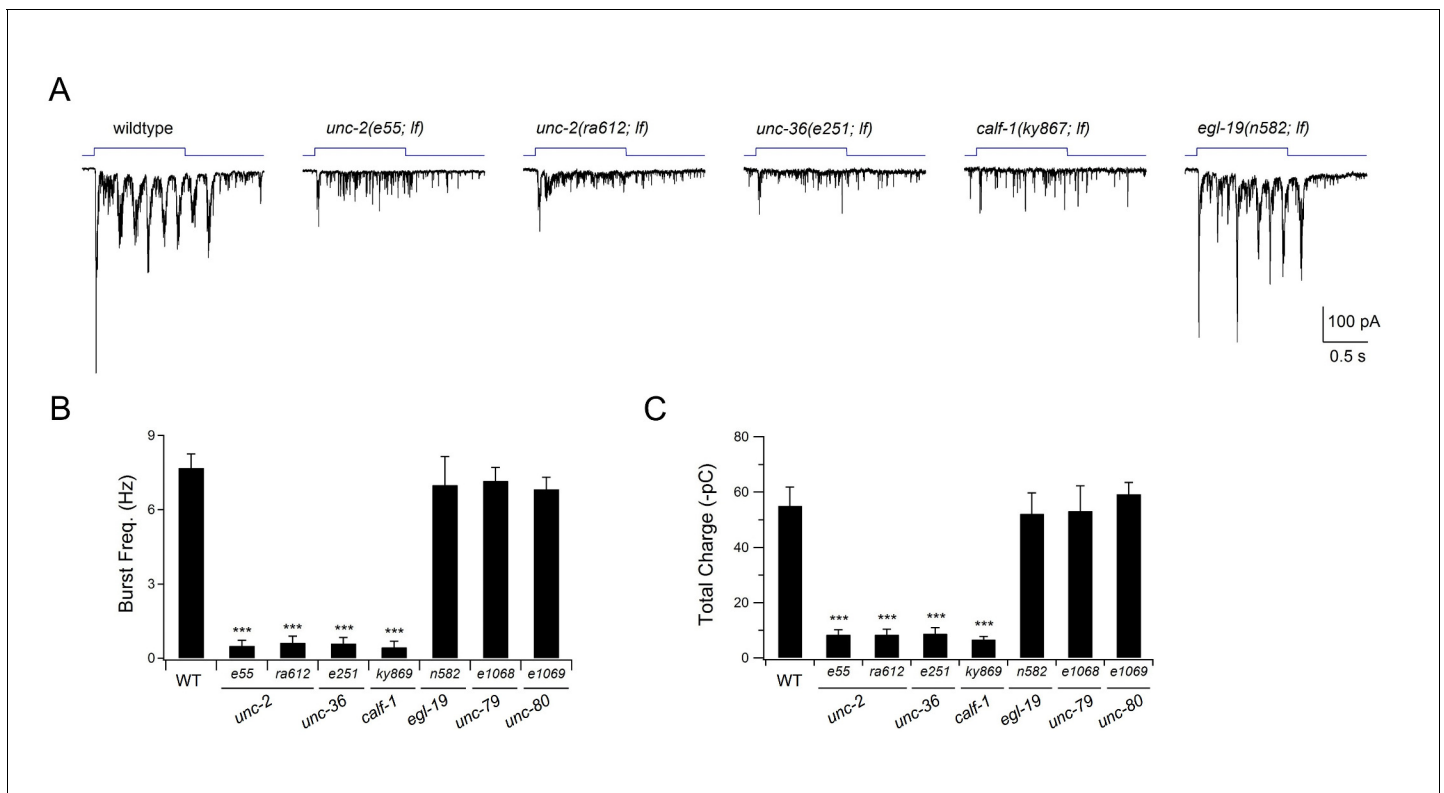 A
wildtype unc-2(e55; lf) unc-2(ra612; lf) unc-36(e251; lf) calf-1(ky867; lf) egl-19(n582; lf)
100 pA
0.5 s
B
Burst Freq. (Hz)
9
6
3
0
*** *** *** ***
WT e55 ra612 e251 ky869 n582 e1068 e1069
unc-2 unc-36 calf-1 egl-19 unc-79 unc-80
C
Total Charge (-pC)
80
60
40
20
0
*** *** *** ***
WT e55 ra612 e251 ky869 n582 e1068 e1069
unc-2 unc-36 calf-1 egl-19 unc-79 unc-80